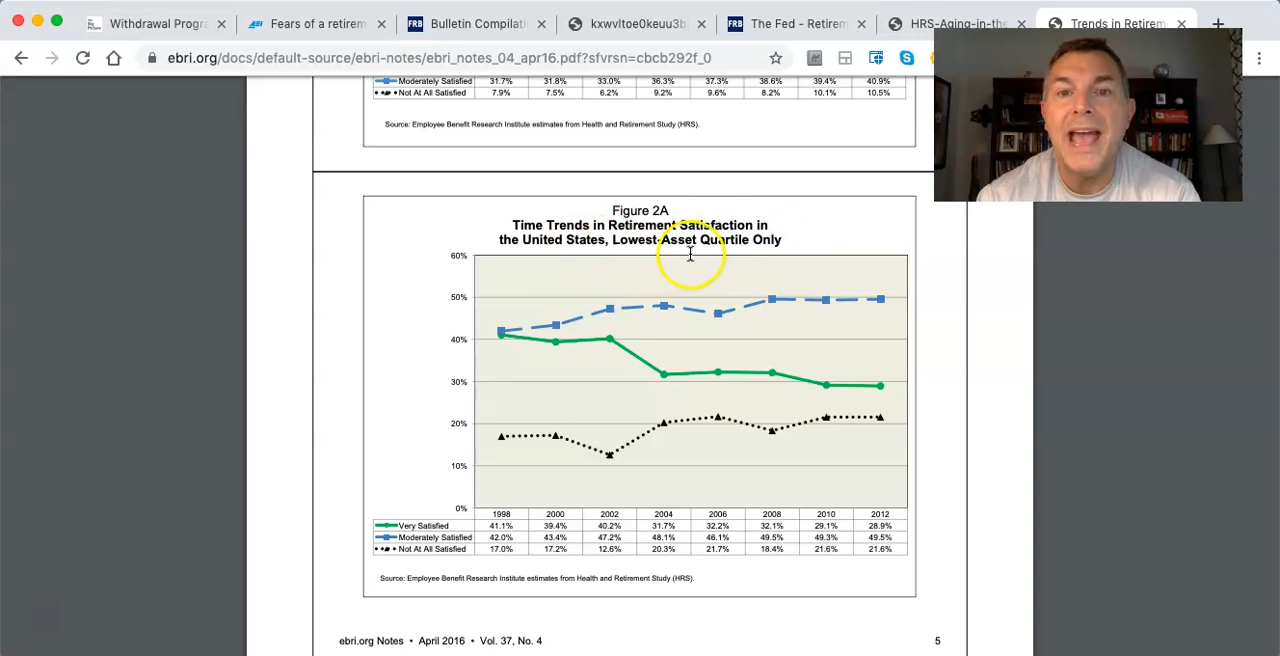 Withdrawal Progra
Fears of a retirem
Bulletin Compilati
kxwvltoe0keuu3b
The Fed - Retirem
HRS-Aging-in-the
Trends in Retirem
ebri.org/docs/default-source/ebri-notes/ebri_notes_04_apr16.pdf?sfvrsn=cbcb292f_0
Moderately Satisfied 31.7% 31.8% 33.0% 36.3% 37.3% 38.6% 39.4% 40.9%
Not At All Satisfied 7.9% 7.5% 6.2% 9.2% 9.6% 8.2% 10.1% 10.5%
Source: Employee Benefit Research Institute estimates from Health and Retirement Study (HRS).
Figure 2A
Time Trends in Retirement Satisfaction in
the United States, Lowest-Asset Quartile Only
60%
50%
40%
30%
20%
10%
0%
1998 2000 2002 2004 2006 2008 2010 2012
Very Satisfied 41.1% 39.4% 40.2% 31.7% 32.2% 32.1% 29.1% 28.9%
Moderately Satisfied 42.0% 43.4% 47.2% 48.1% 46.1% 49.5% 49.3% 49.5%
Not At All Satisfied 17.0% 17.2% 12.6% 20.3% 21.7% 18.4% 21.6% 21.6%
Source: Employee Benefit Research Institute estimates from Health and Retirement Study (HRS).
ebri.org Notes • April 2016 • Vol. 37, No. 4
5